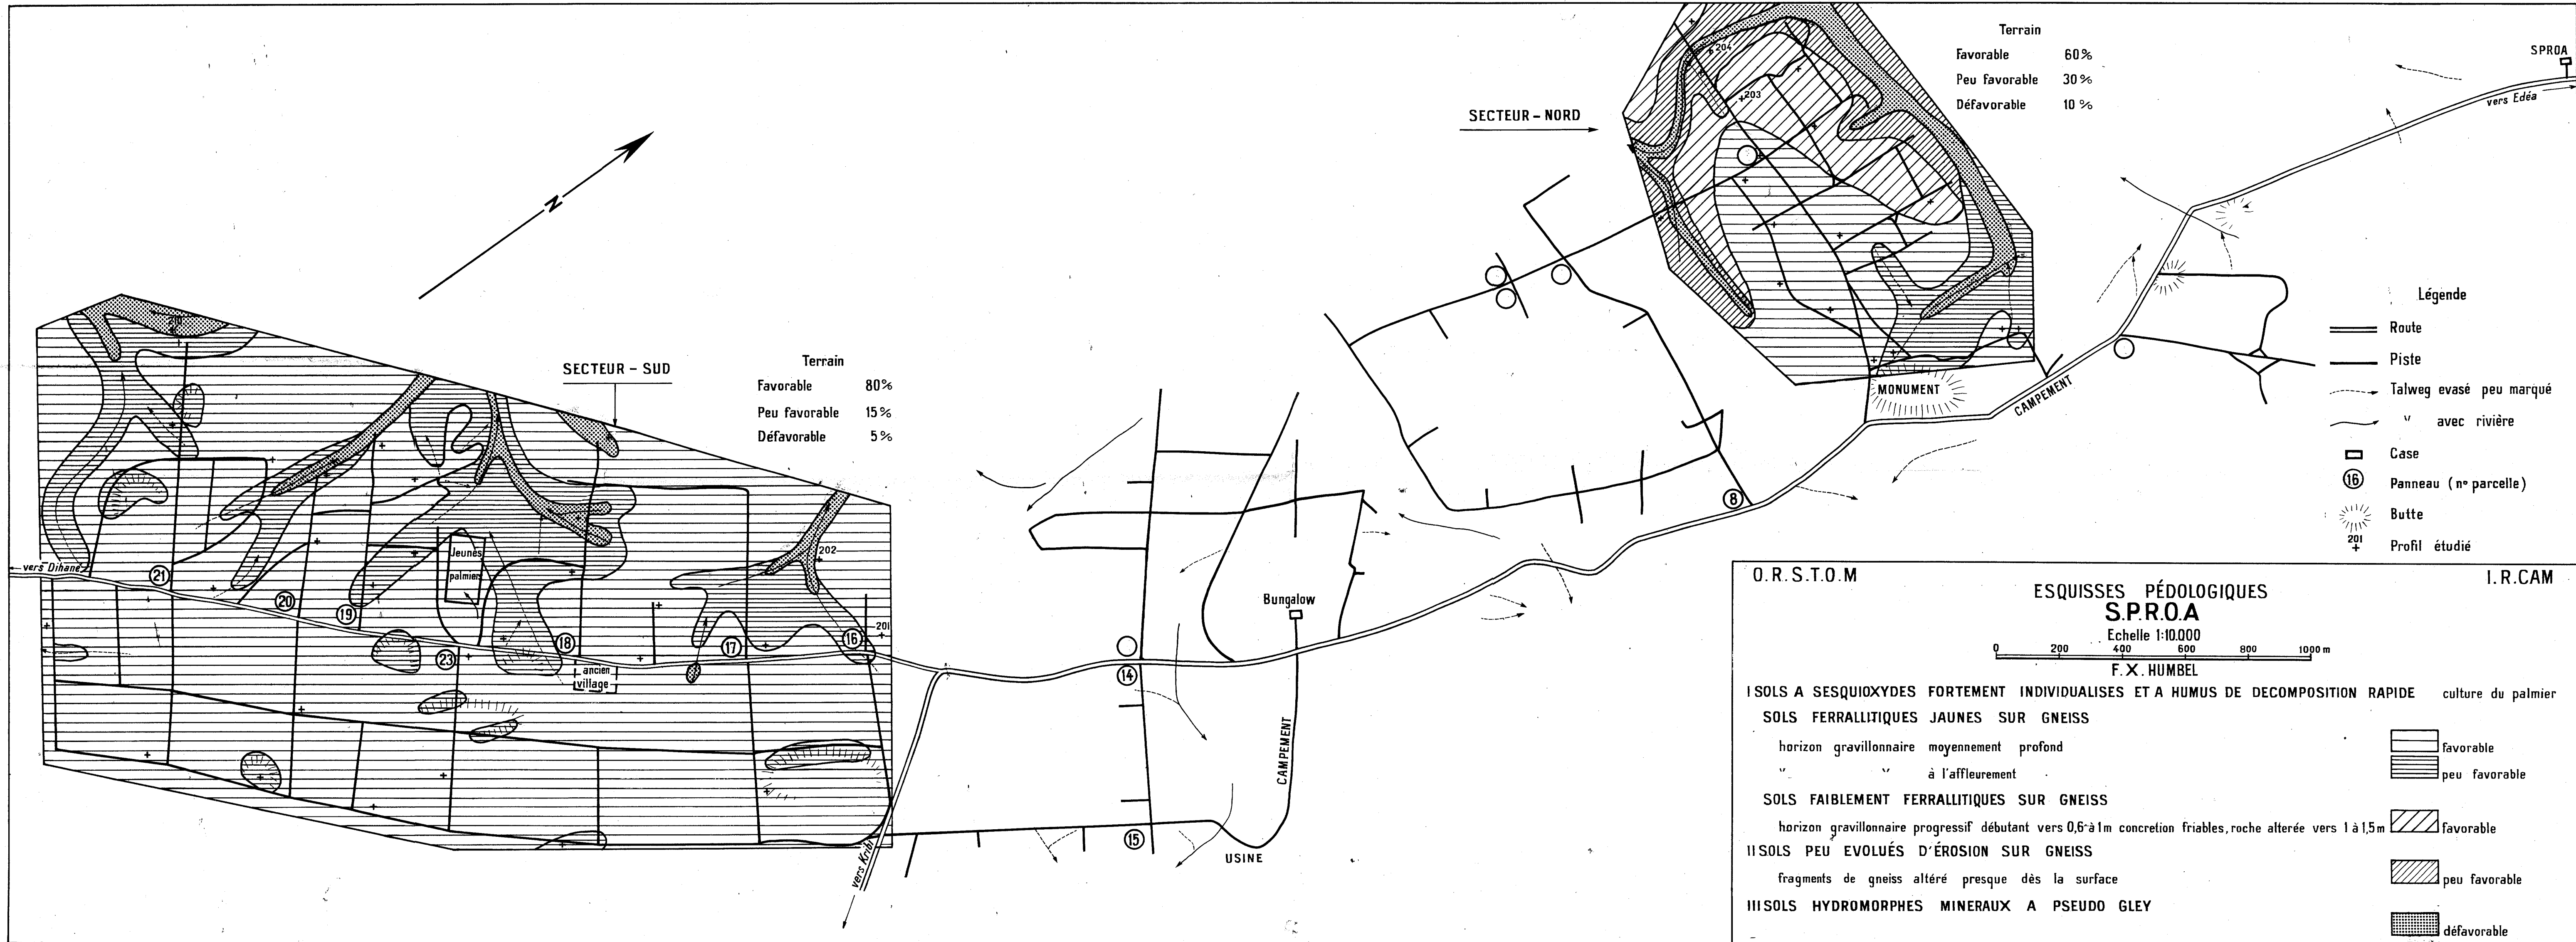 Terrain
Favorable 60%
Peu favorable 30%
Défavorable 10 %
SPROA
vers Edéa
SECTEUR - NORD
204
203
N
Légende
Route
Piste
Talweg evasé peu marqué
" avec rivière
Case
16 Panneau (nº parcelle)
Butte
201
Profil étudié
MONUMENT
CAMPEMENT
8
SECTEUR - SUD
Terrain
Favorable 80%
Peu favorable 15%
Défavorable 5%
210
202
201
Jeunes
palmiers
vers Dihané
21
20
19
23
18
17
16
ancien
village
14
15
Bungalow
CAMPEMENT
USINE
vers Kribi
O.R.S.T.O.M
I.R.CAM
ESQUISSES PÉDOLOGIQUES
S.P.R.O.A
Echelle 1:10.000
0 200 400 600 800 1000 m
F.X. HUMBEL
I SOLS A SESQUIOXYDES FORTEMENT INDIVIDUALISES ET A HUMUS DE DECOMPOSITION RAPIDE culture du palmier
SOLS FERRALLITIQUES JAUNES SUR GNEISS
horizon gravillonnaire moyennement profond favorable
" " à l'affleurement peu favorable
SOLS FAIBLEMENT FERRALLITIQUES SUR GNEISS
horizon gravillonnaire progressif débutant vers 0,6 à 1m concretion friables, roche alterée vers 1 à 1,5m favorable
II SOLS PEU EVOLUÉS D'ÉROSION SUR GNEISS
fragments de gneiss altéré presque dès la surface peu favorable
III SOLS HYDROMORPHES MINERAUX A PSEUDO GLEY
défavorable